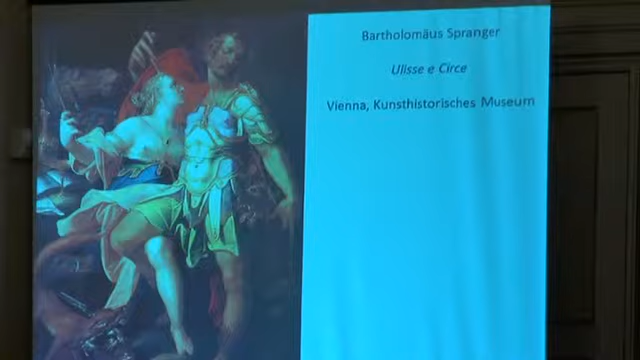 Bartholomäus Spranger
Ulisse e Circe
Vienna, Kunsthistorisches Museum